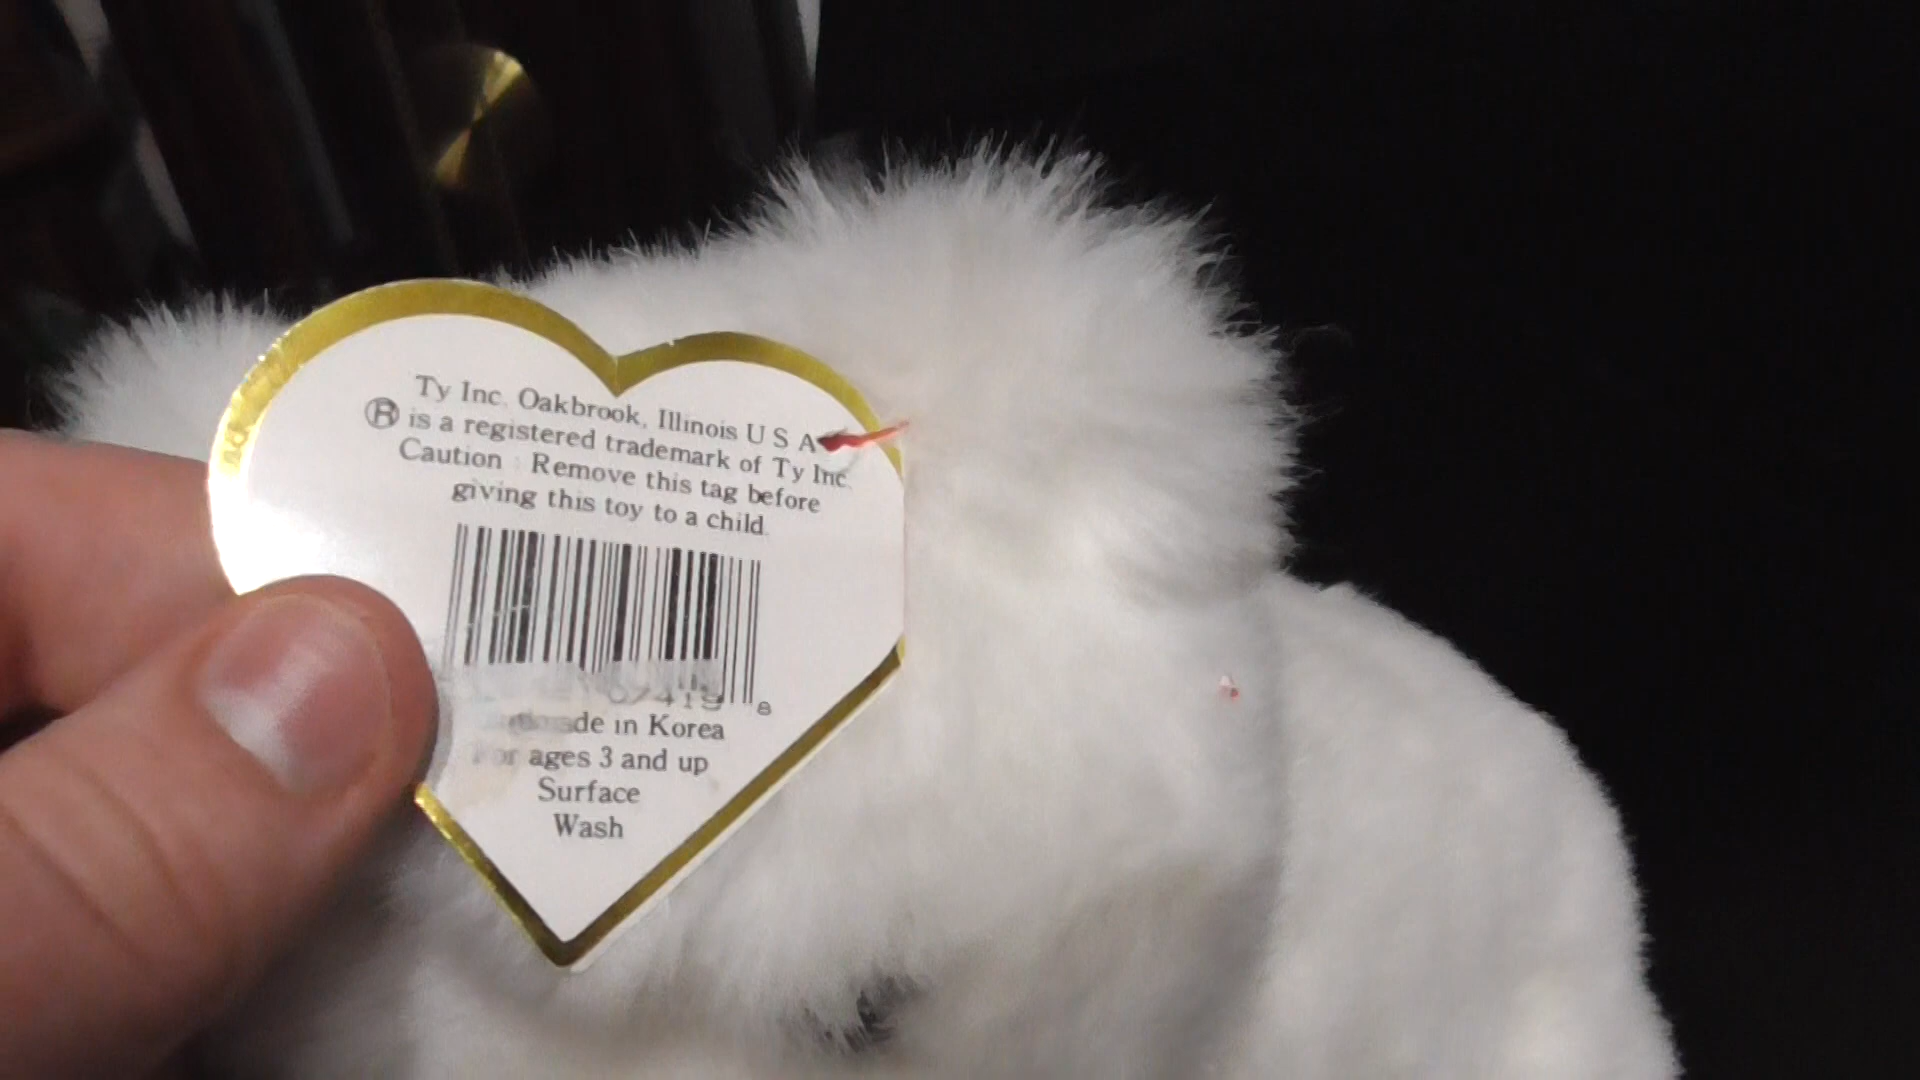 Ty Inc. Oakbrook, Illinois U S A
® is a registered trademark of Ty Inc.
Caution : Remove this tag before
giving this toy to a child.
8
in Korea
ages 3 and up
Surface
Wash